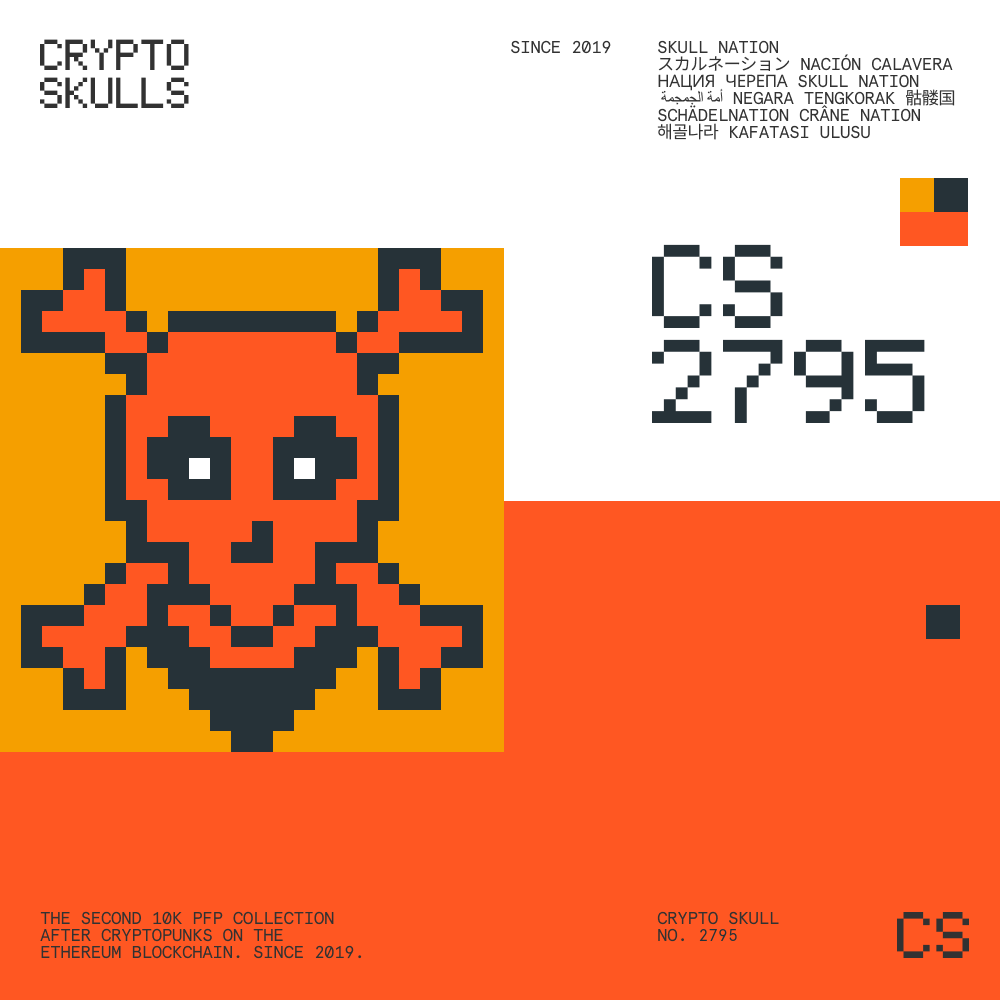 CRYPTO
SKULLS
SINCE 2019
SKULL NATION
スカルネーション NACIÓN CALAVERA
НАЦИЯ ЧЕРЕПА SKULL NATION
أمة الجمجمة NEGARA TENGKORAK 骷髅国
SCHÄDELNATION CRÂNE NATION
해골나라 KAFATASI ULUSU
CS
2795
THE SECOND 10K PFP COLLECTION
AFTER CRYPTOPUNKS ON THE
ETHEREUM BLOCKCHAIN. SINCE 2019.
CRYPTO SKULL
NO. 2795
CS